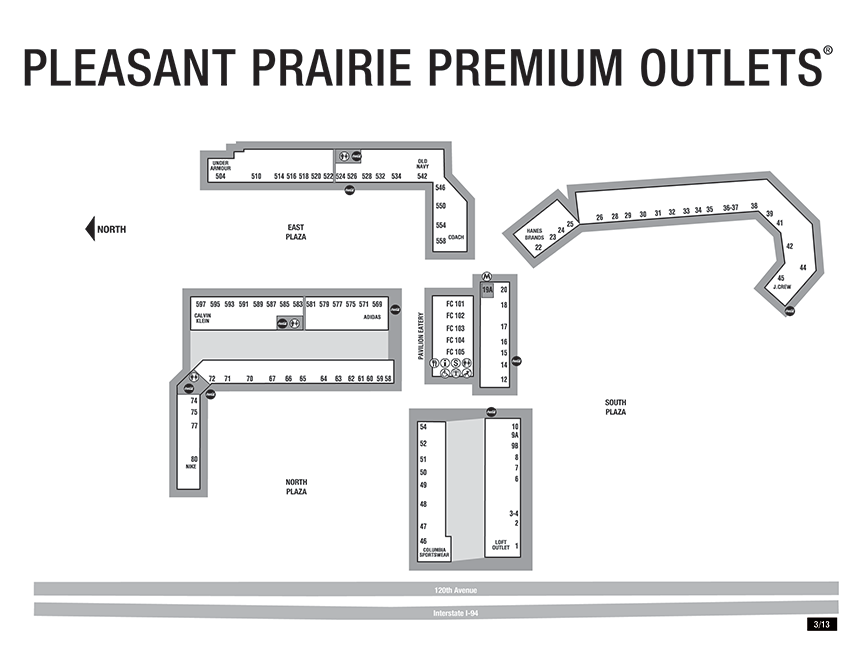 PLEASANT PRAIRIE PREMIUM OUTLETS®
UNDER
ARMOUR
504 510 514 516 518 520 522 524 526 528 532 534
OLD
NAVY
542
546
550
554
558
COACH
NORTH
EAST
PLAZA
HANES
BRANDS
22 23 24 25
26 28 29 30 31 32 33 34 35 36-37 38
39
41
42
44
45
J.CREW
597 595 593 591 589 587 585 583 581 579 577 575 571 569
CALVIN
KLEIN
ADIDAS
72 71 70 67 66 65 64 63 62 61 60 59 58
74
75
77
80
NIKE
PAVILION EATERY
FC 101
FC 102
FC 103
FC 104
FC 105
M
19A 20
18
17
16
15
14
12
SOUTH
PLAZA
NORTH
PLAZA
54
52
51
50
49
48
47
46
COLUMBIA
SPORTSWEAR
10
9A
9B
8
7
6
3-4
2
LOFT
OUTLET 1
120th Avenue
Interstate I-94
3/13